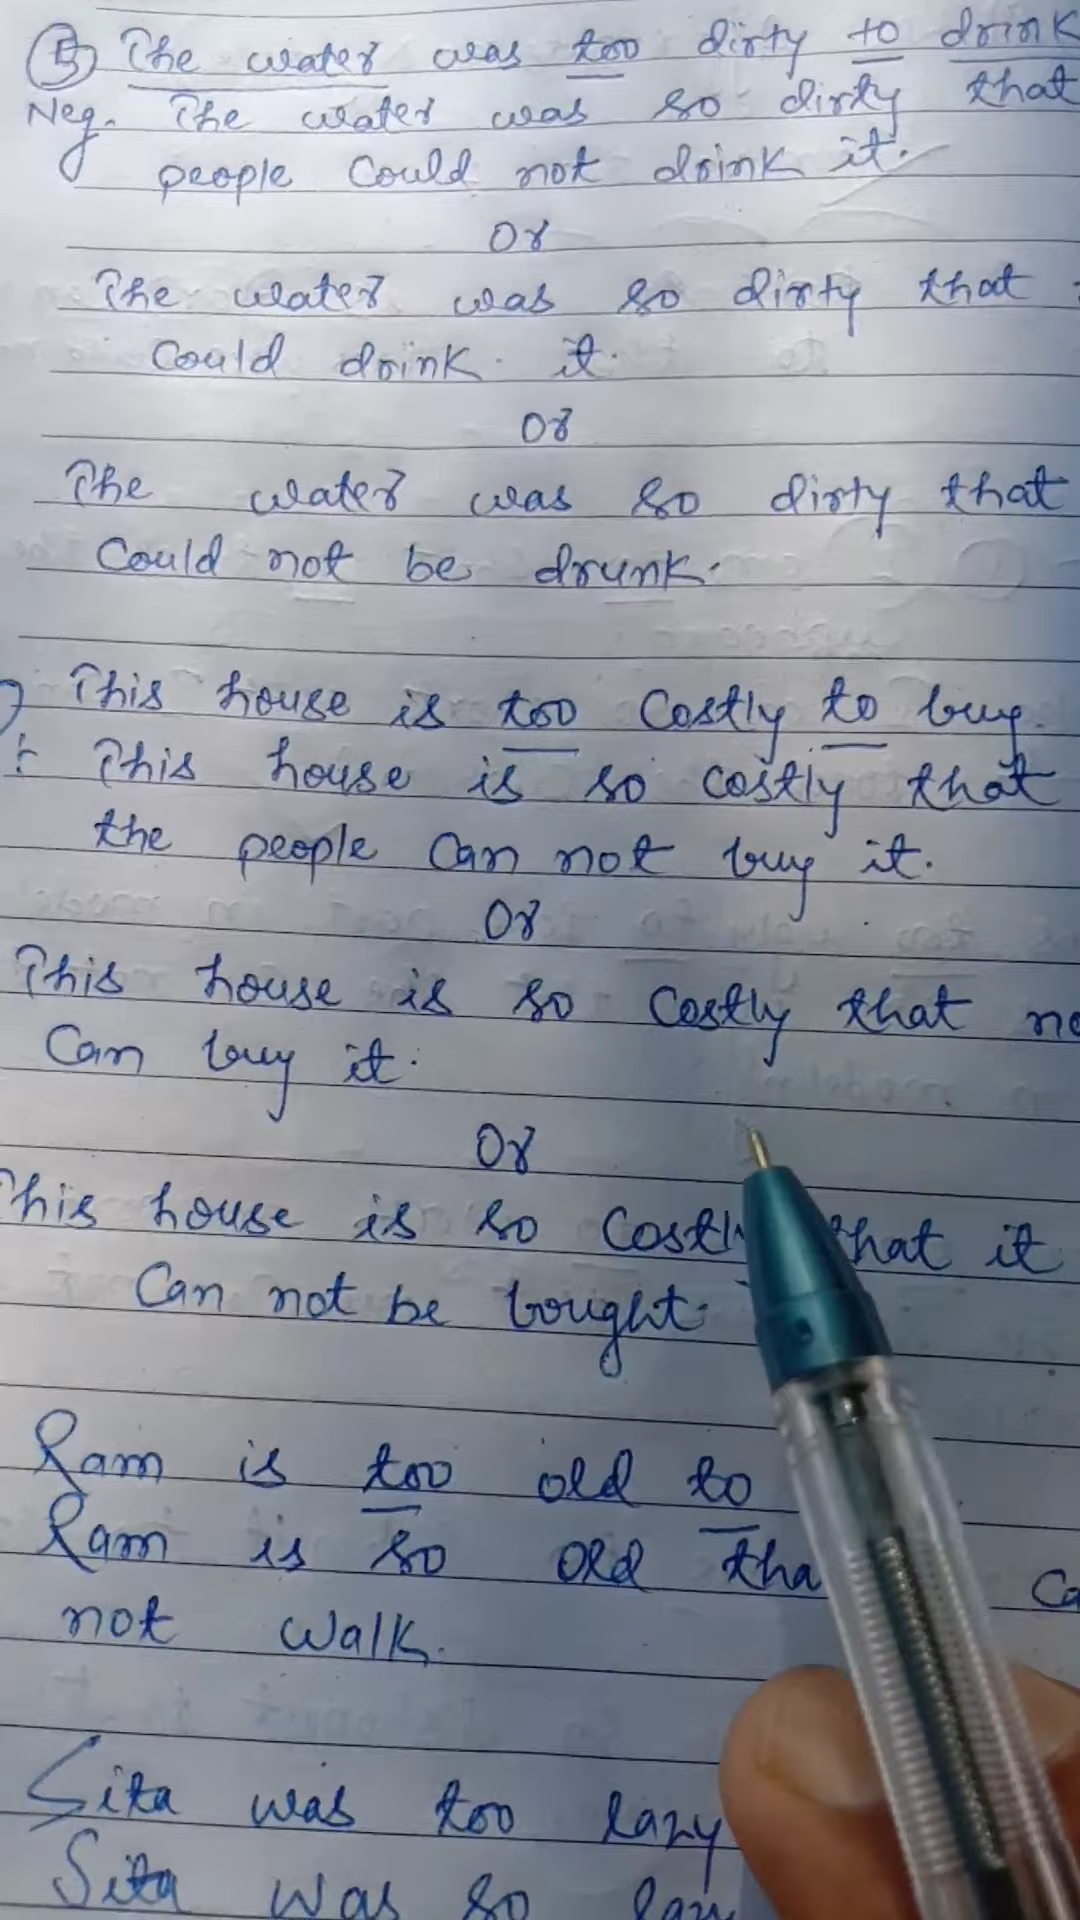 (B) The water was too dirty to drink
Neg. The water was so dirty that
people could not drink it.
Or
The water was so dirty that
could drink it.
Or
The water was so dirty that
could not be drunk.
This house is too costly to buy.
This house is so costly that
the people can not buy it.
Or
This house is so costly that
can buy it.
Or
This house is so costly that it
can not be bought.
Ram is too old to
Ram is so old
not walk.
Sita was too lazy
Sita was so